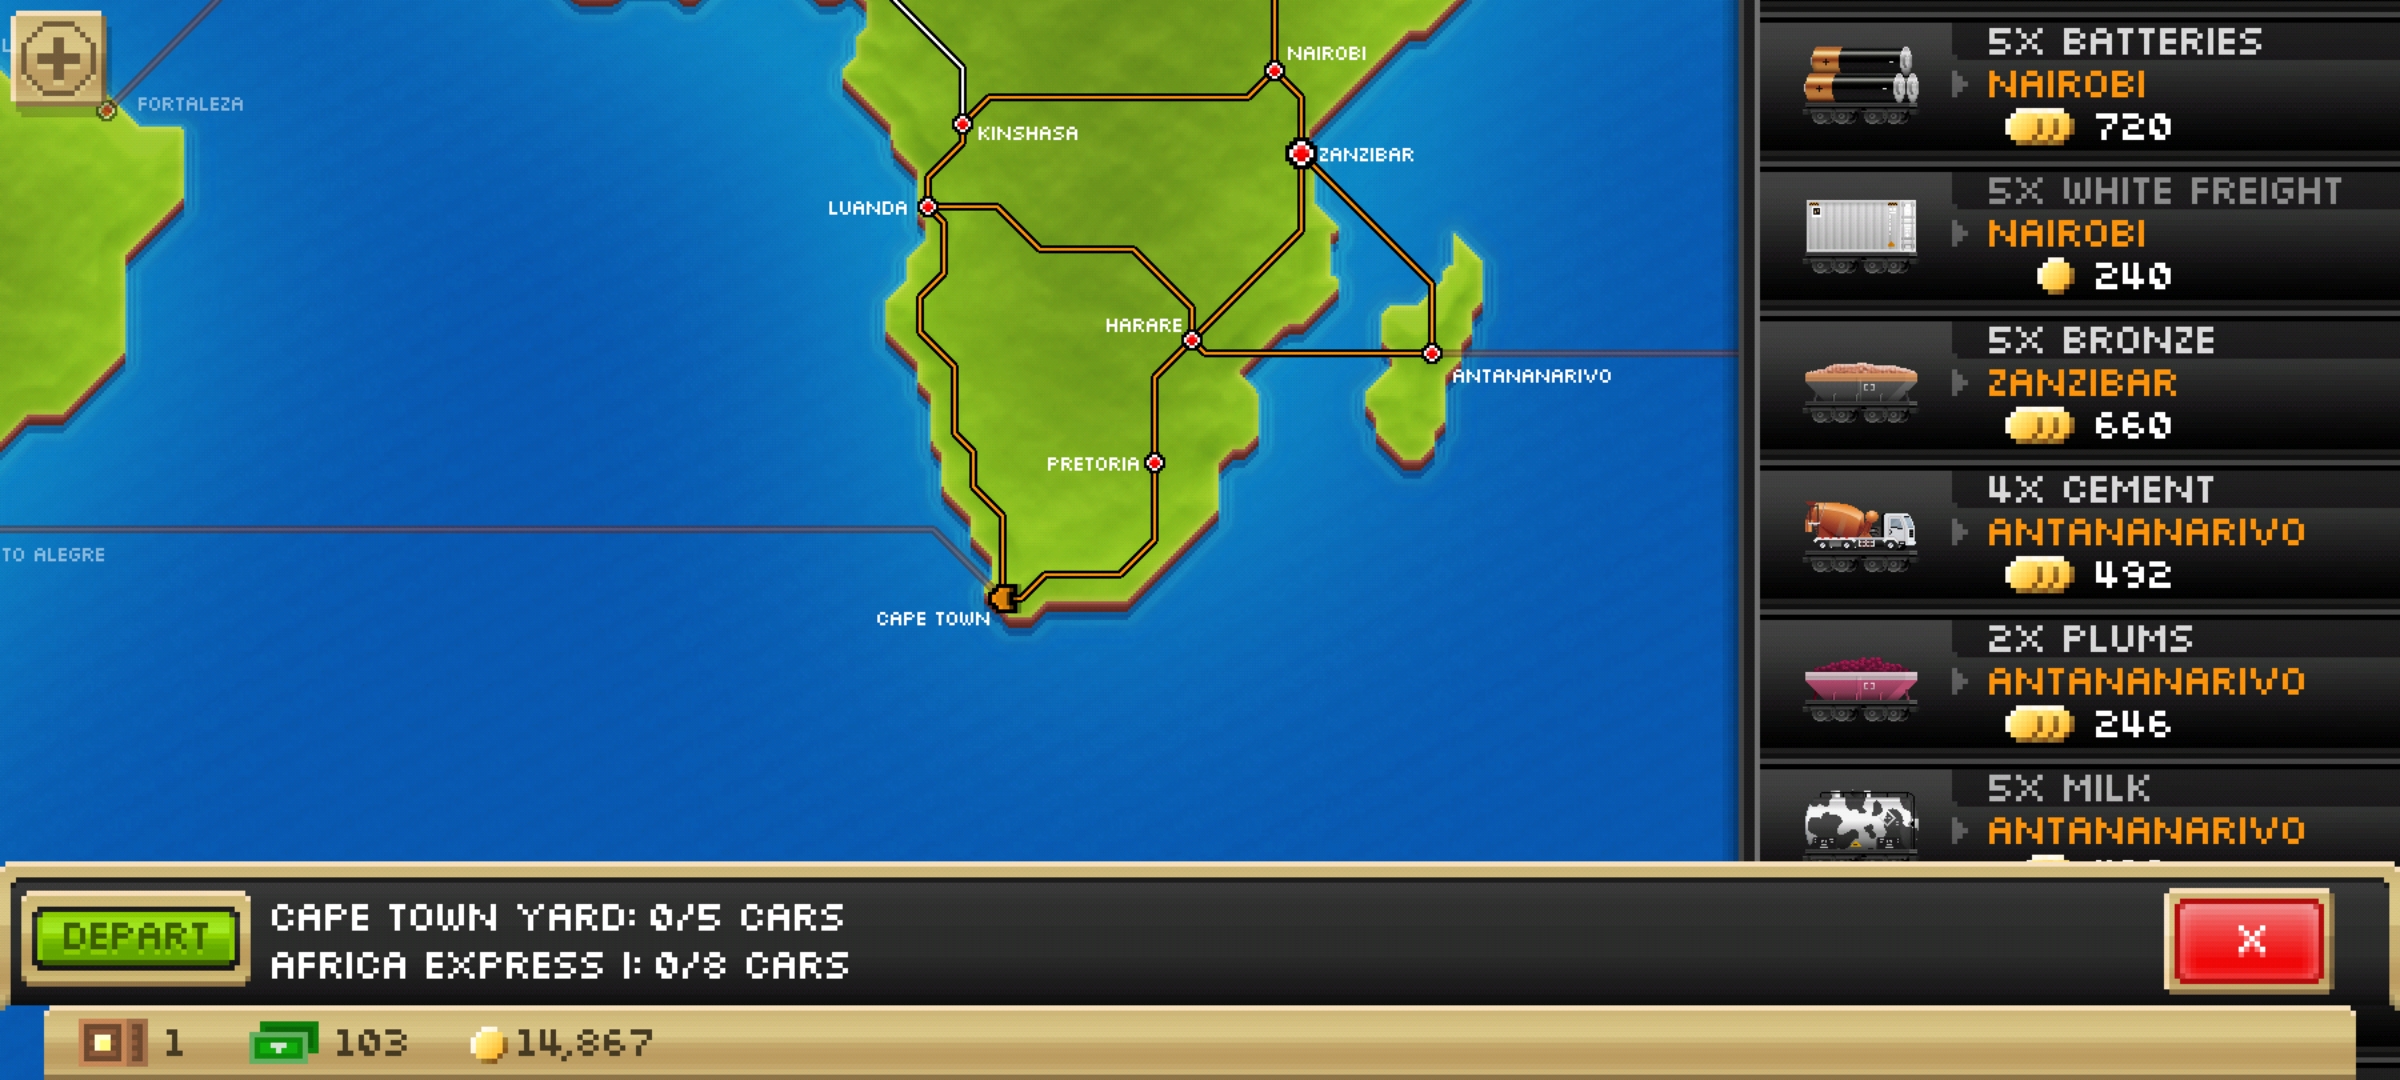 FORTALEZA
NAIROBI
KINSHASA
ZANZIBAR
LUANDA
HARARE
ANTANANARIVO
PRETORIA
TO ALEGRE
CAPE TOWN
5X BATTERIES
NAIROBI
720
5X WHITE FREIGHT
NAIROBI
240
5X BRONZE
ZANZIBAR
660
4X CEMENT
ANTANANARIVO
492
2X PLUMS
ANTANANARIVO
246
5X MILK
ANTANANARIVO
DEPART
CAPE TOWN YARD: 0/5 CARS
AFRICA EXPRESS I: 0/8 CARS
X
1
103
14,867